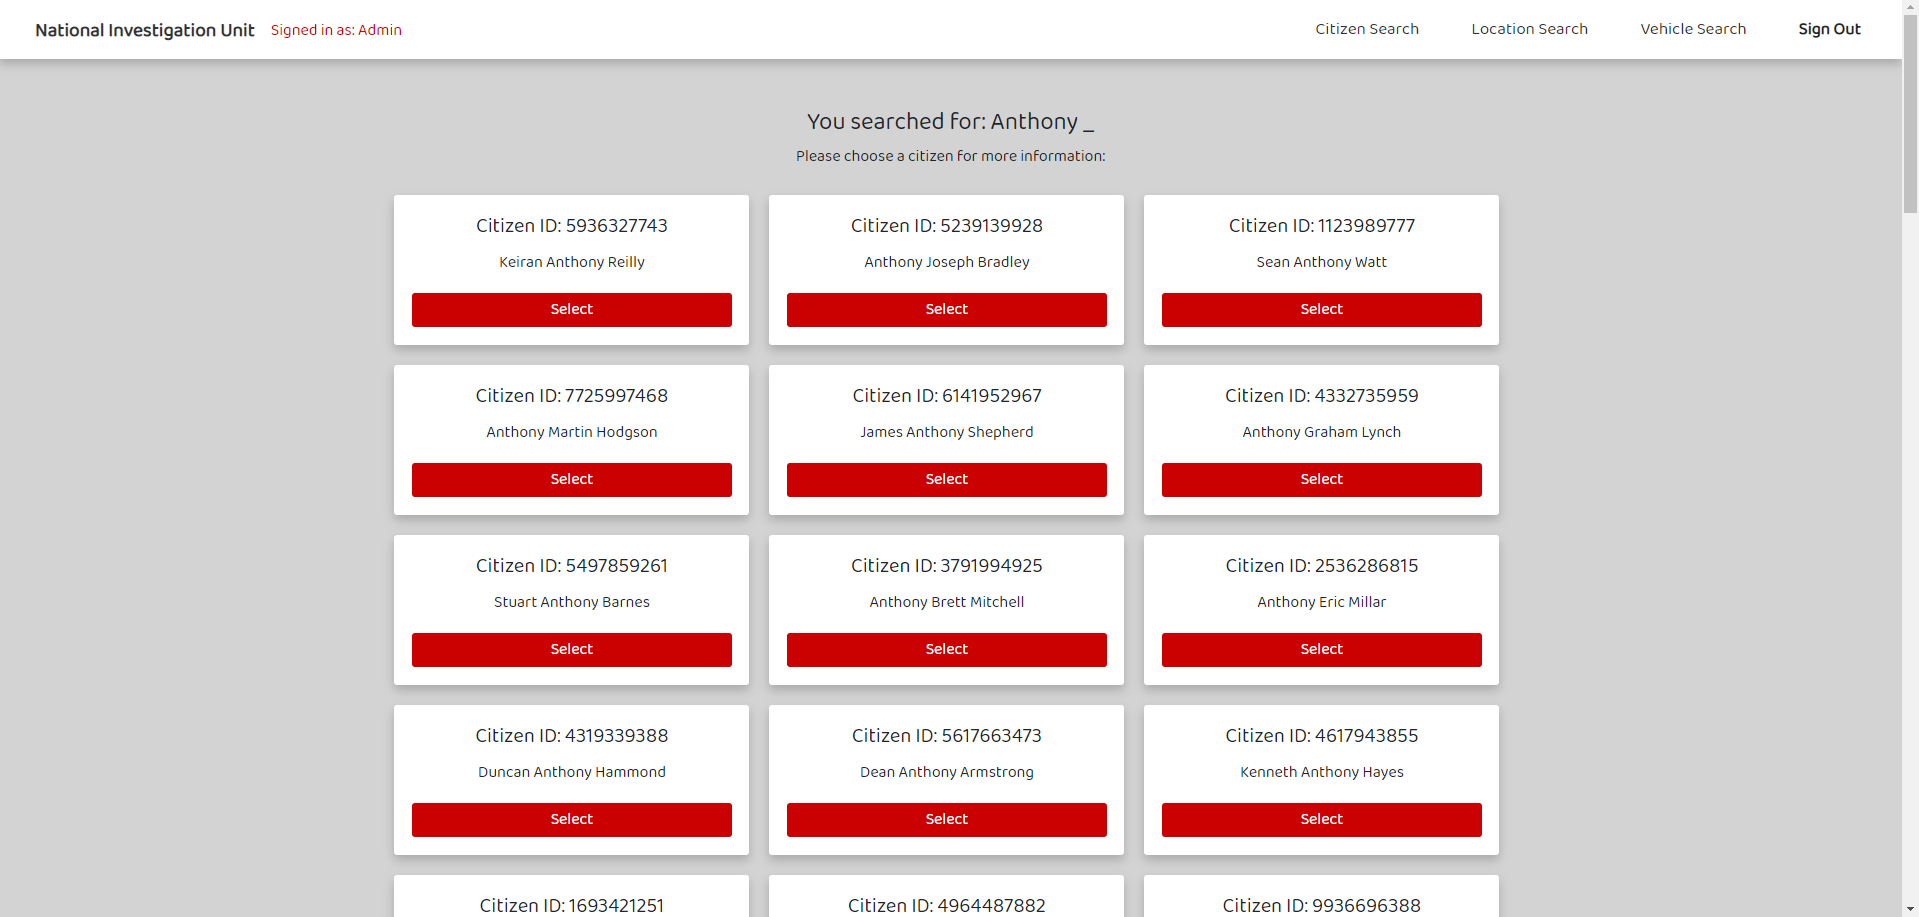 National Investigation Unit Signed in as: Admin Citizen Search Location Search Vehicle Search Sign Out
You searched for: Anthony _
Please choose a citizen for more information:
Citizen ID: 5936327743 Citizen ID: 5239139928 Citizen ID: 1123989777
Keiran Anthony Reilly Anthony Joseph Bradley Sean Anthony Watt
Select Select Select
Citizen ID: 7725997468 Citizen ID: 6141952967 Citizen ID: 4332735959
Anthony Martin Hodgson James Anthony Shepherd Anthony Graham Lynch
Select Select Select
Citizen ID: 5497859261 Citizen ID: 3791994925 Citizen ID: 2536286815
Stuart Anthony Barnes Anthony Brett Mitchell Anthony Eric Millar
Select Select Select
Citizen ID: 4319339388 Citizen ID: 5617663473 Citizen ID: 4617943855
Duncan Anthony Hammond Dean Anthony Armstrong Kenneth Anthony Hayes
Select Select Select
Citizen ID: 1693421251 Citizen ID: 4964487882 Citizen ID: 9936696388